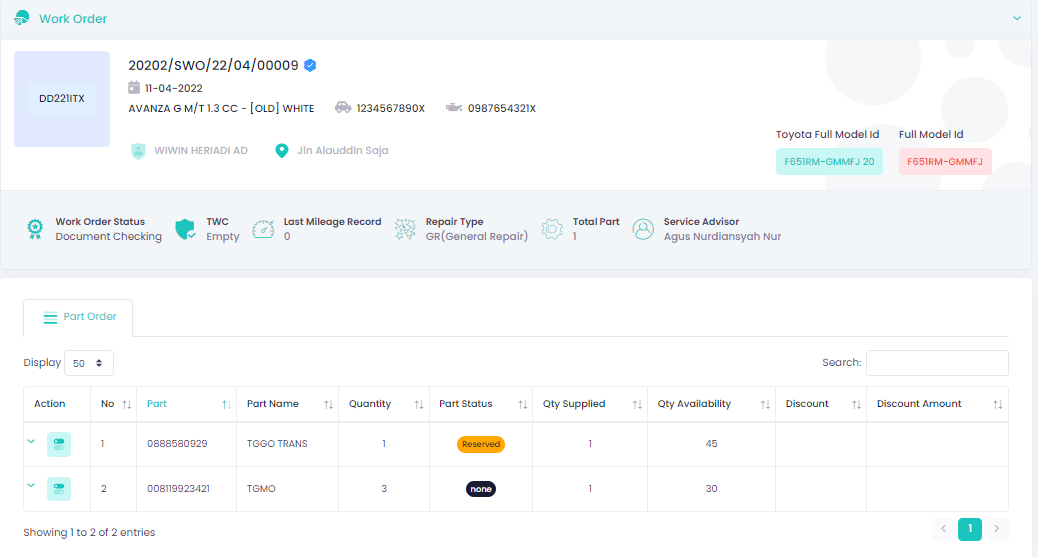 Work Order
DD221ITX
20202/SWO/22/04/00009
11-04-2022
AVANZA G M/T 1.3 CC - [OLD] WHITE 1234567890X 0987654321X
WIWIN HERIADI AD Jln Alauddin Saja
Toyota Full Model Id Full Model Id
F651RM-GMMFJ 20 F651RM-GMMFJ
Work Order Status TWC Last Mileage Record Repair Type Total Part Service Advisor
Document Checking Empty 0 GR(General Repair) 1 Agus Nurdiansyah Nur
Part Order
Display 50 Search:
Action No Part Part Name Quantity Part Status Qty Supplied Qty Availability Discount Discount Amount
1 0888580929 TGGO TRANS 1 Reserved 1 45
2 008119923421 TGMO 3 none 1 30
Showing 1 to 2 of 2 entries
< 1 >